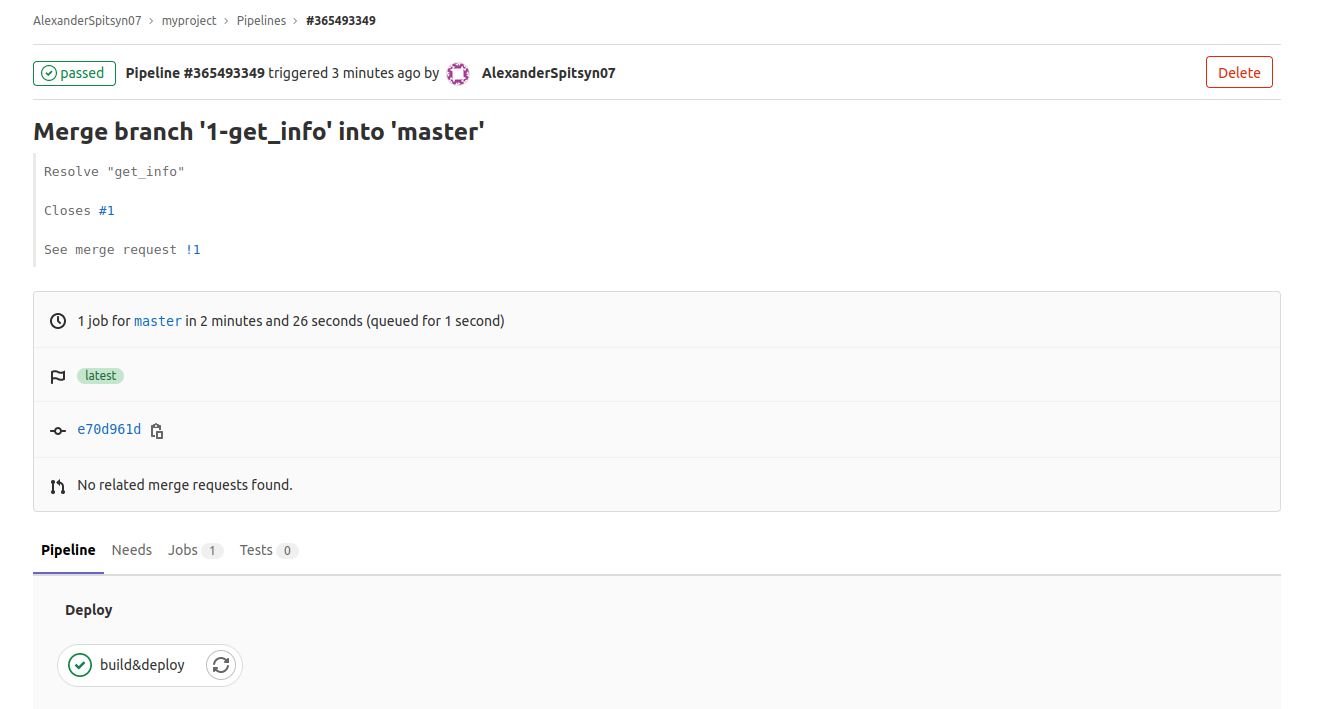 AlexanderSpitsyn07 › myproject › Pipelines › #365493349
passed Pipeline #365493349 triggered 3 minutes ago by AlexanderSpitsyn07 Delete
Merge branch '1-get_info' into 'master'
Resolve "get_info"
Closes #1
See merge request !1
1 job for master in 2 minutes and 26 seconds (queued for 1 second)
latest
e70d961d
No related merge requests found.
Pipeline Needs Jobs 1 Tests 0
Deploy
build&deploy